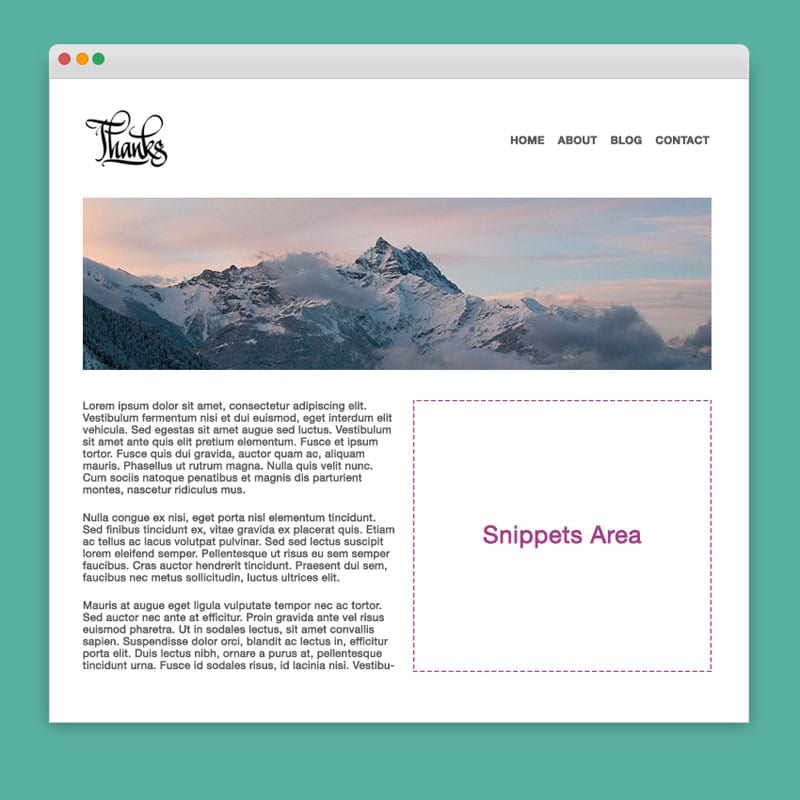 Thanks
HOME ABOUT BLOG CONTACT
Lorem ipsum dolor sit amet, consectetur adipiscing elit.
Vestibulum fermentum nisi et dui euismod, eget interdum elit
vehicula. Sed egestas sit amet augue sed luctus. Vestibulum
sit amet ante quis elit pretium elementum. Fusce et ipsum
tortor. Fusce quis dui gravida, auctor quam ac, aliquam
mauris. Phasellus ut rutrum magna. Nulla quis velit nunc.
Cum sociis natoque penatibus et magnis dis parturient
montes, nascetur ridiculus mus.
Nulla congue ex nisi, eget porta nisl elementum tincidunt.
Sed finibus tincidunt ex, vitae gravida ex placerat quis. Etiam
ac tellus ac lacus volutpat pulvinar. Sed sed lectus suscipit
lorem eleifend semper. Pellentesque ut risus eu sem semper
faucibus. Cras auctor hendrerit tincidunt. Praesent dui sem,
faucibus nec metus sollicitudin, luctus ultrices elit.
Mauris at augue eget ligula vulputate tempor nec ac tortor.
Sed auctor nec ante at efficitur. Proin gravida ante vel risus
euismod pharetra. Ut in sodales lectus, sit amet convallis
sapien. Suspendisse dolor orci, blandit ac lectus in, efficitur
porta elit. Duis lectus nibh, ornare a purus at, pellentesque
tincidunt urna. Fusce id sodales risus, id lacinia nisi. Vestibu-
Snippets Area